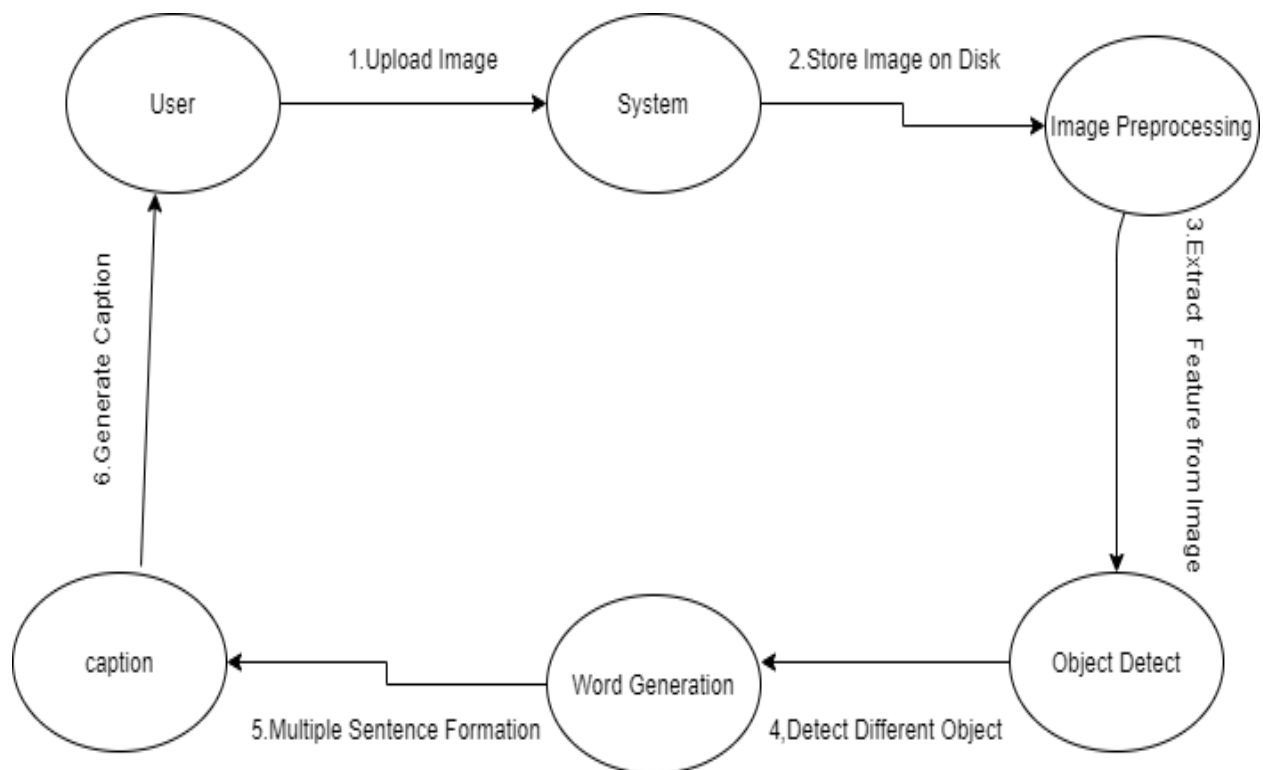 User
1.Upload Image
System
2.Store Image on Disk
Image Preprocessing
3.Extract Feature from Image
Object Detect
4,Detect Different Object
Word Generation
5.Multiple Sentence Formation
caption
6.Generate Caption